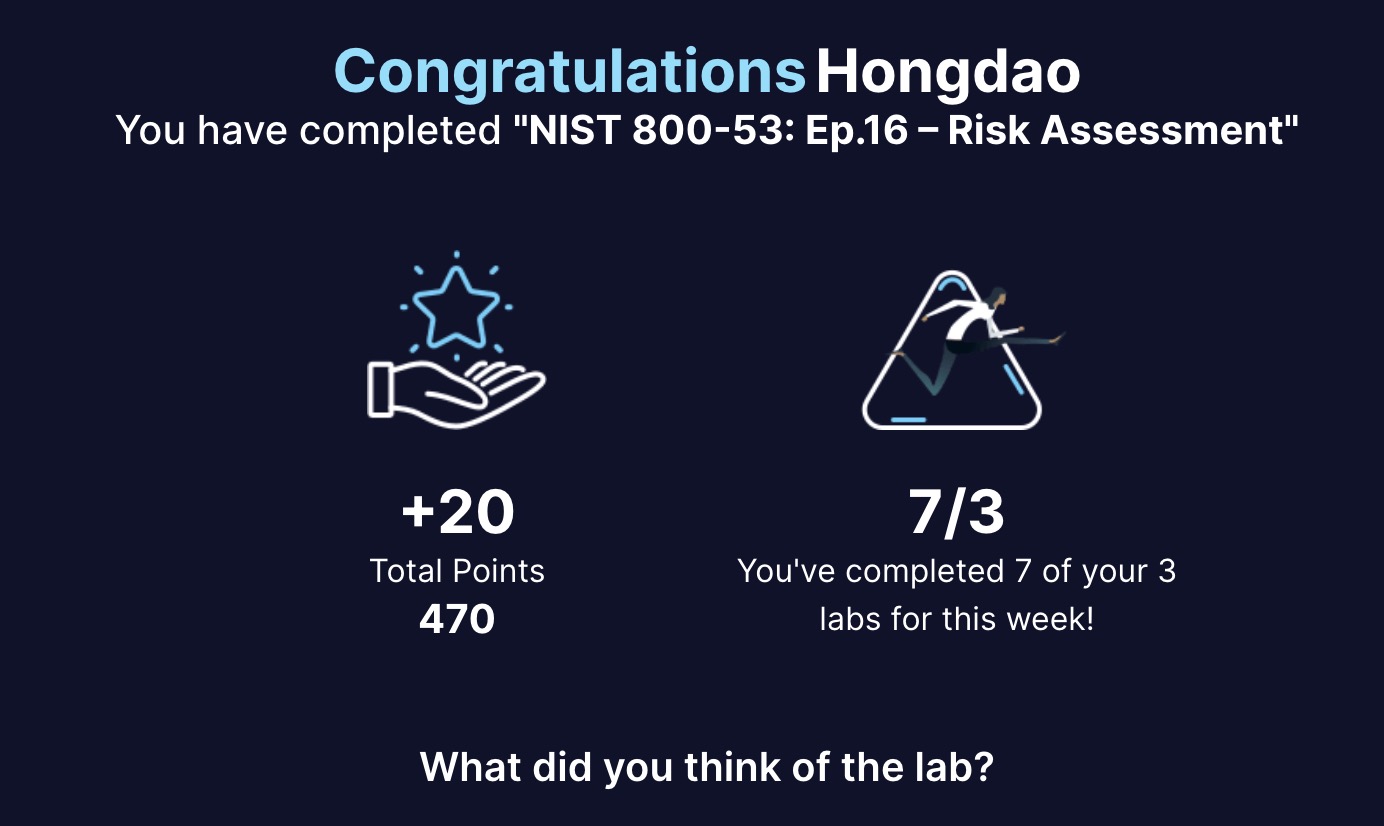 Congratulations Hongdao
You have completed "NIST 800-53: Ep.16 – Risk Assessment"
+20
Total Points
470
7/3
You've completed 7 of your 3
labs for this week!
What did you think of the lab?